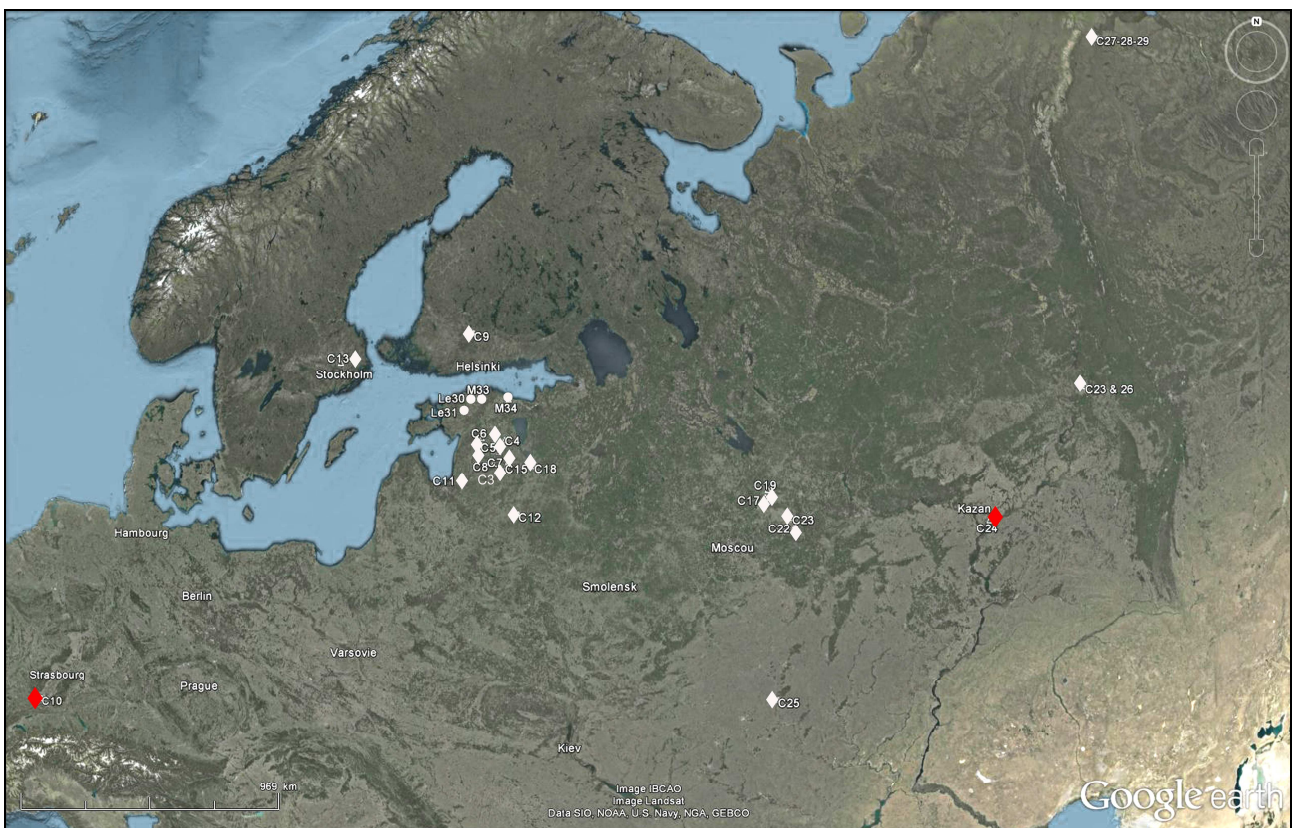 N
C27-28-29
C9
C13
Stockholm
Helsinki
M33
Le30
Le31
M34
C23 & 26
C6
C4
C5
C7
C8
C15
C18
C3
C11
C12
C19
C17
C23
C22
Kazan
C24
Hambourg
Moscou
Smolensk
Berlin
Varsovie
Strasbourg
Prague
C10
C25
Kiev
969 km
Image IBCAO
Image Landsat
Data SIO, NOAA, U.S. Navy, NGA, GEBCO
Google earth